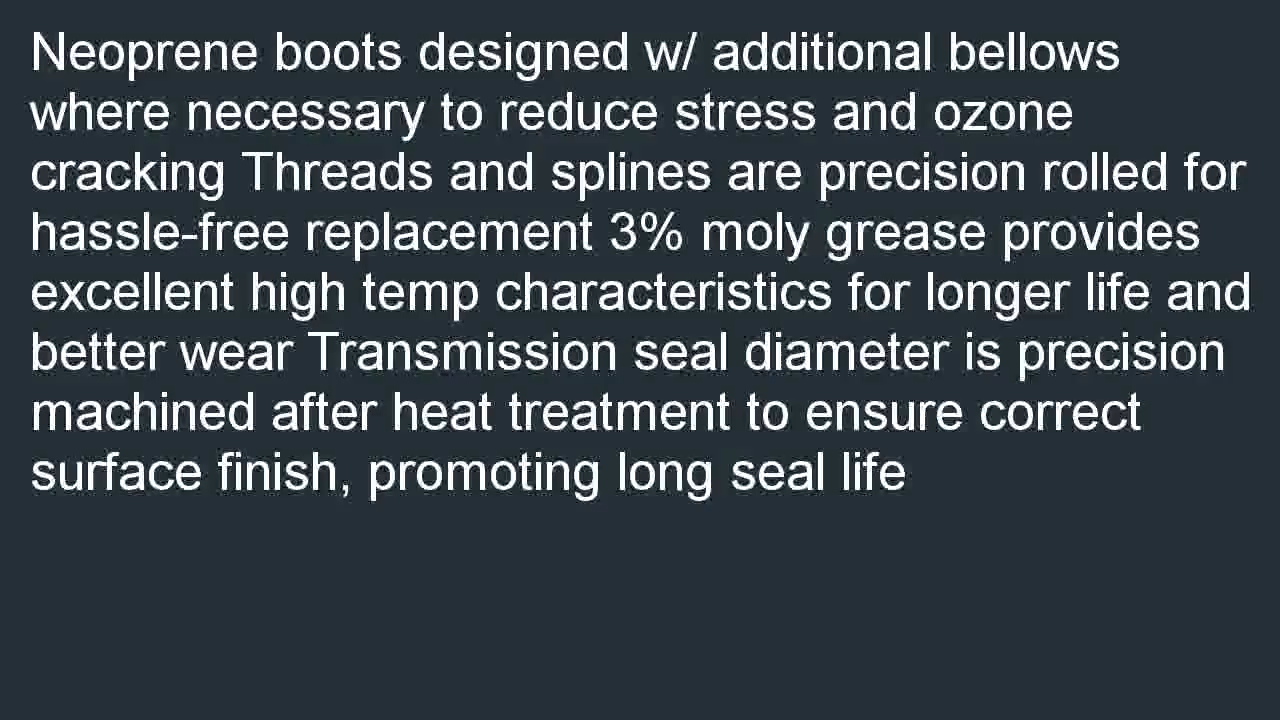 Neoprene boots designed w/ additional bellows
where necessary to reduce stress and ozone
cracking Threads and splines are precision rolled for
hassle-free replacement 3% moly grease provides
excellent high temp characteristics for longer life and
better wear Transmission seal diameter is precision
machined after heat treatment to ensure correct
surface finish, promoting long seal life